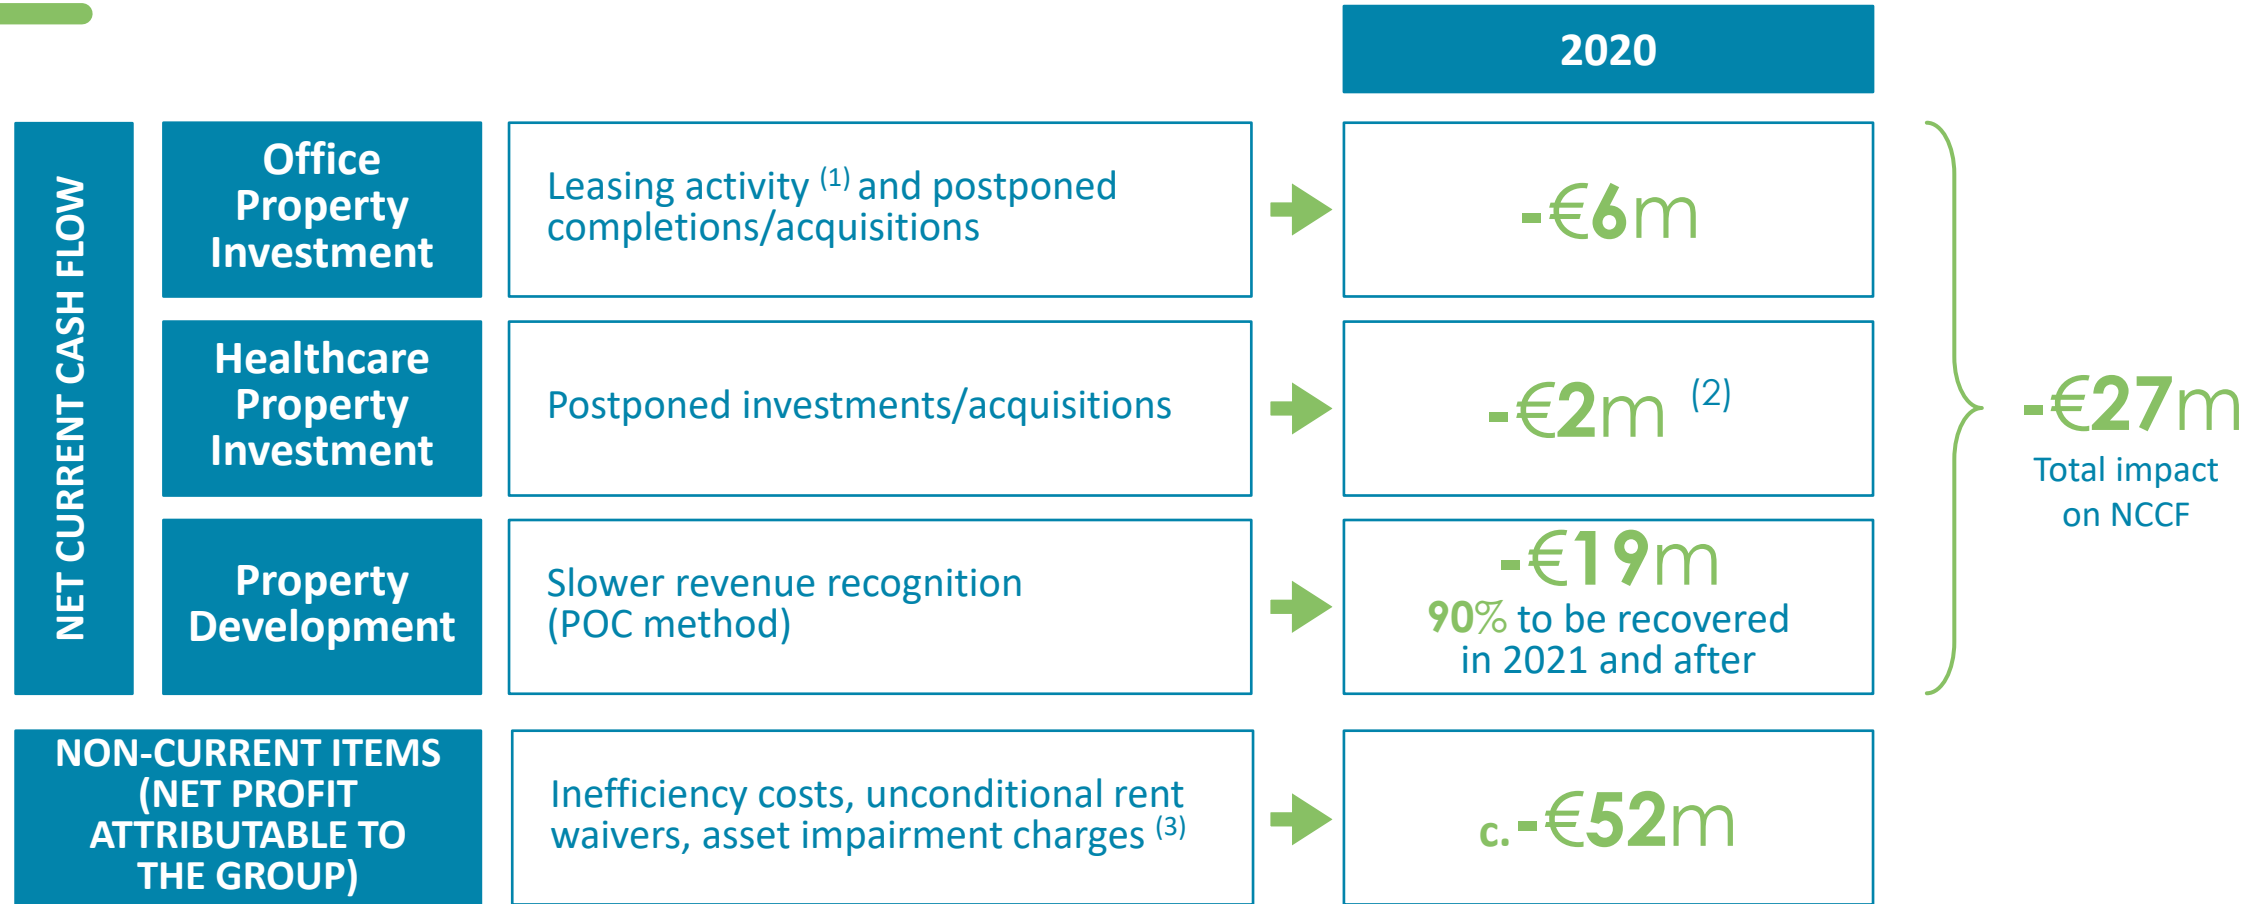 2020
NET CURRENT CASH FLOW
Office
Property
Investment
Leasing activity (1) and postponed
completions/acquisitions
-€6m
Healthcare
Property
Investment
Postponed investments/acquisitions
-€2m (2)
Property
Development
Slower revenue recognition
(POC method)
-€19m
90% to be recovered
in 2021 and after
-€27m
Total impact
on NCCF
NON-CURRENT ITEMS
(NET PROFIT
ATTRIBUTABLE TO
THE GROUP)
Inefficiency costs, unconditional rent
waivers, asset impairment charges (3)
c. -€52m